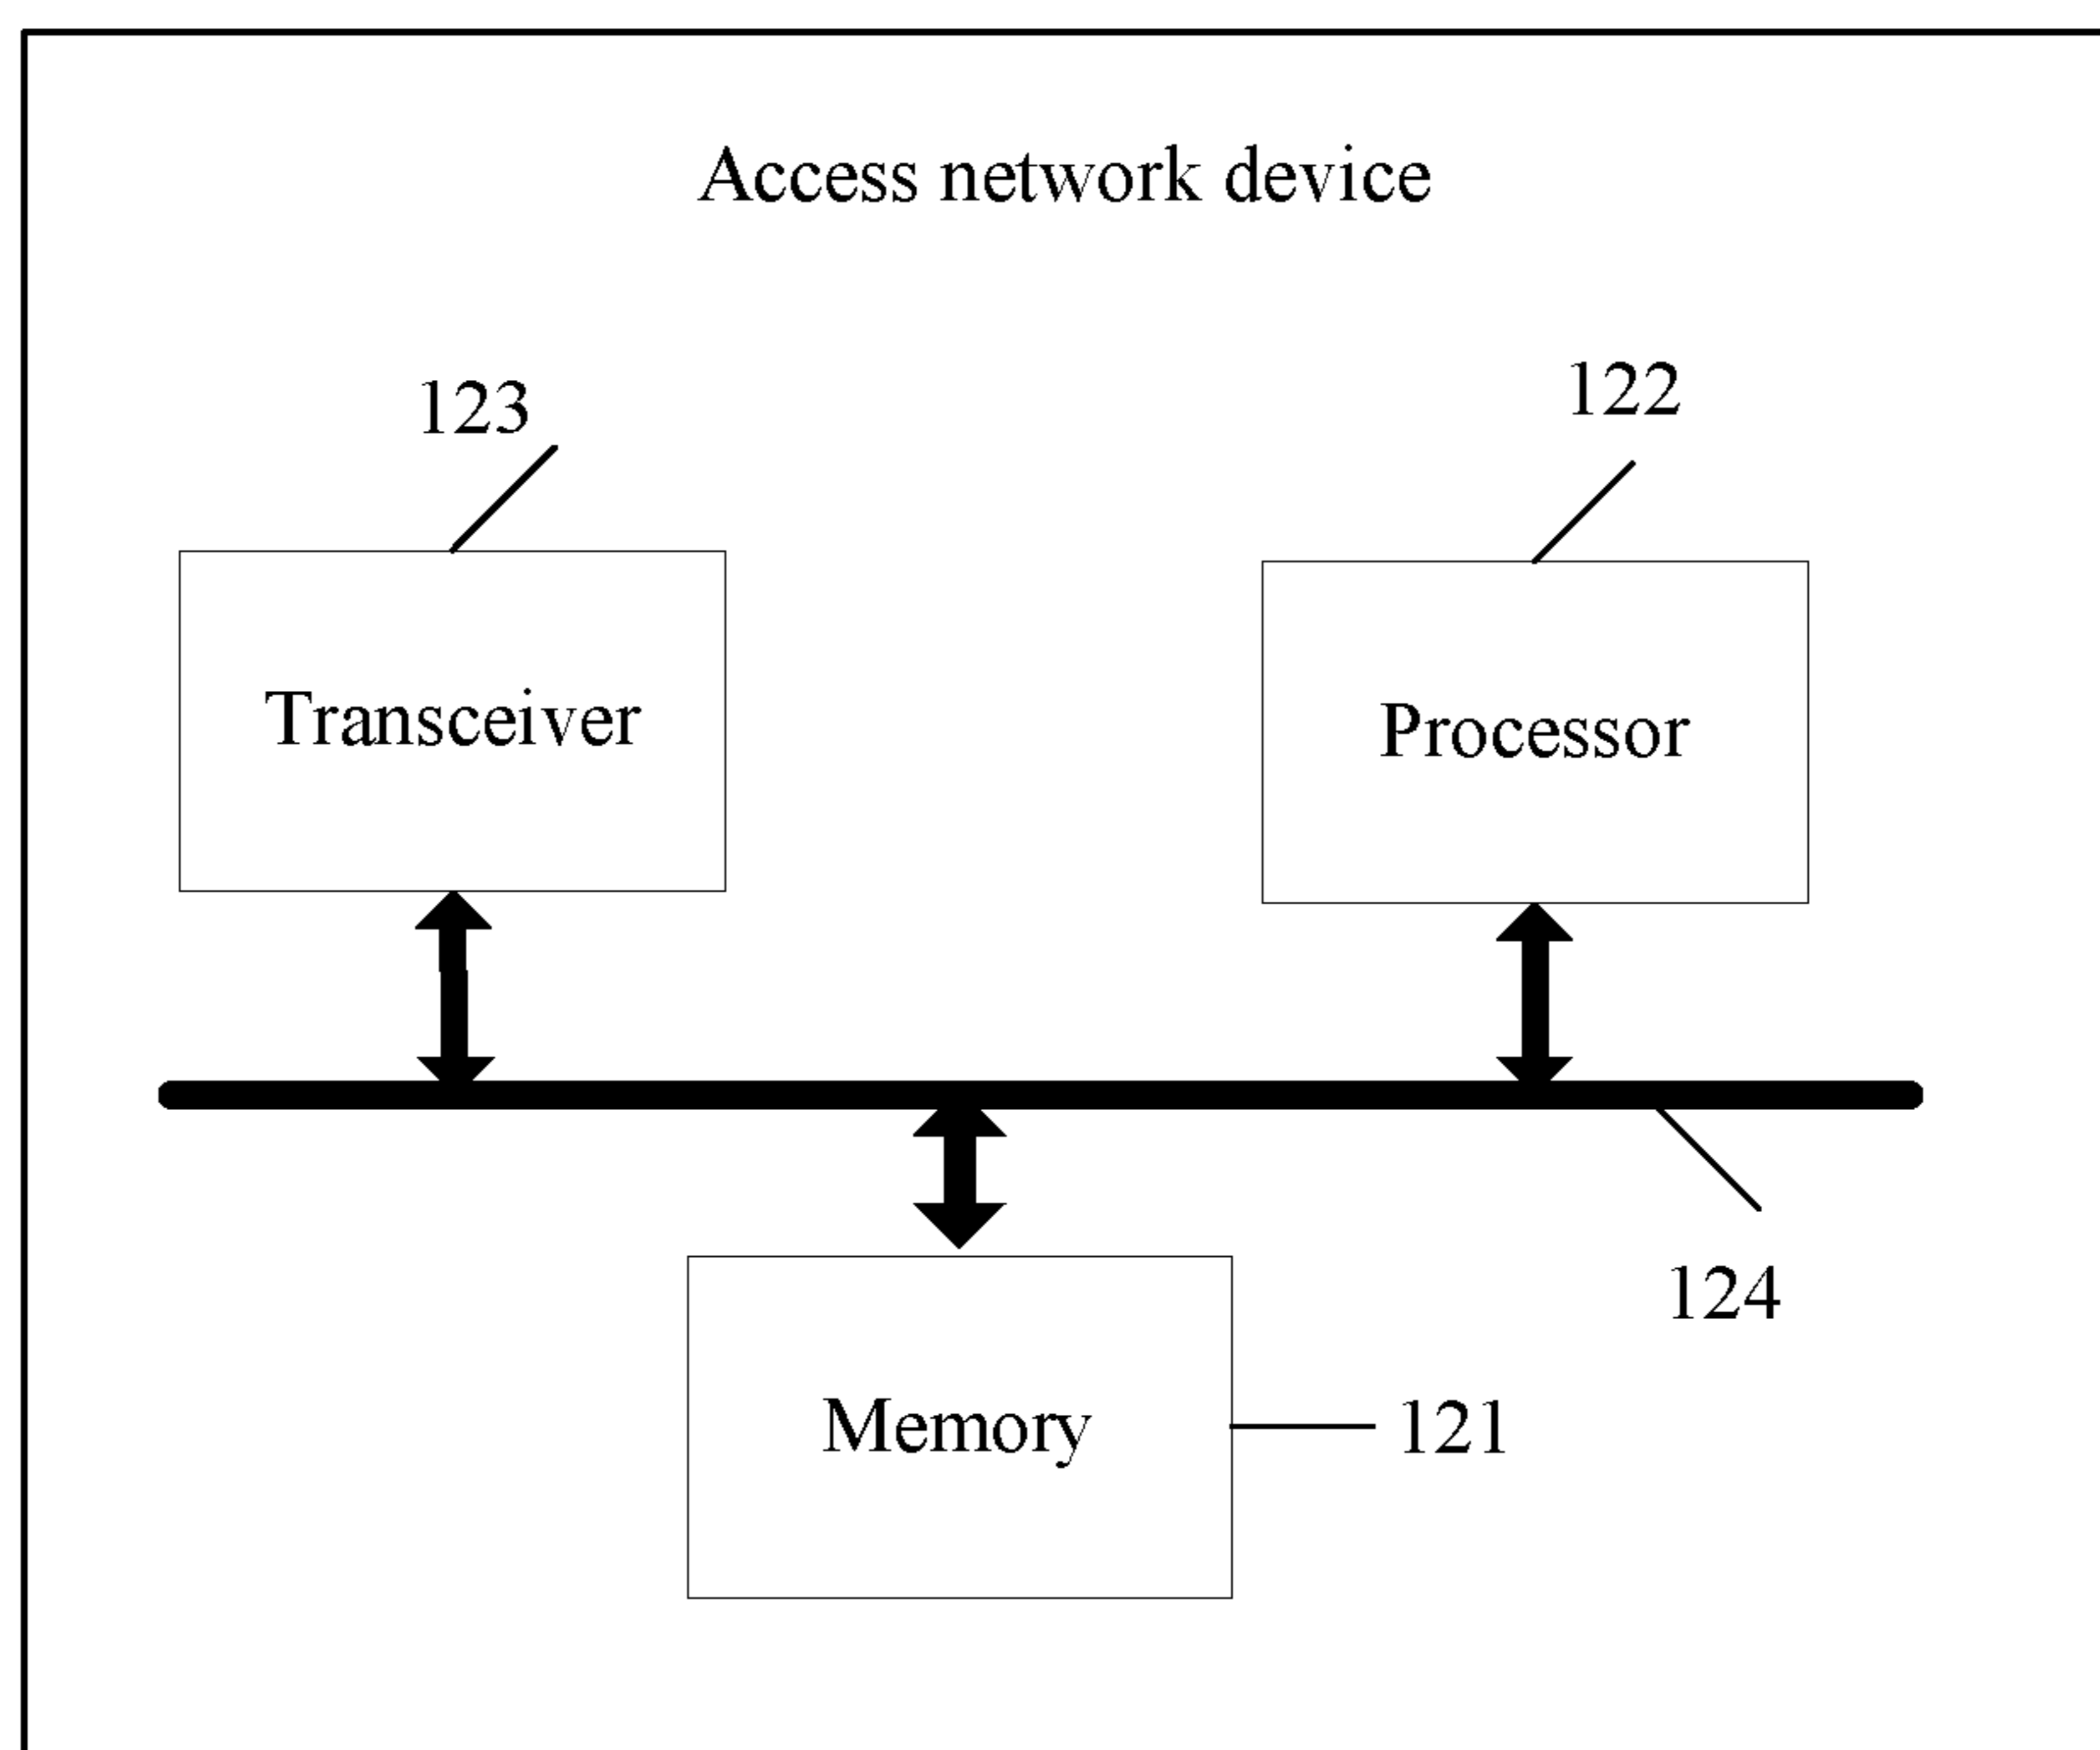 Access network device
123
122
Transceiver
Processor
124
Memory
121